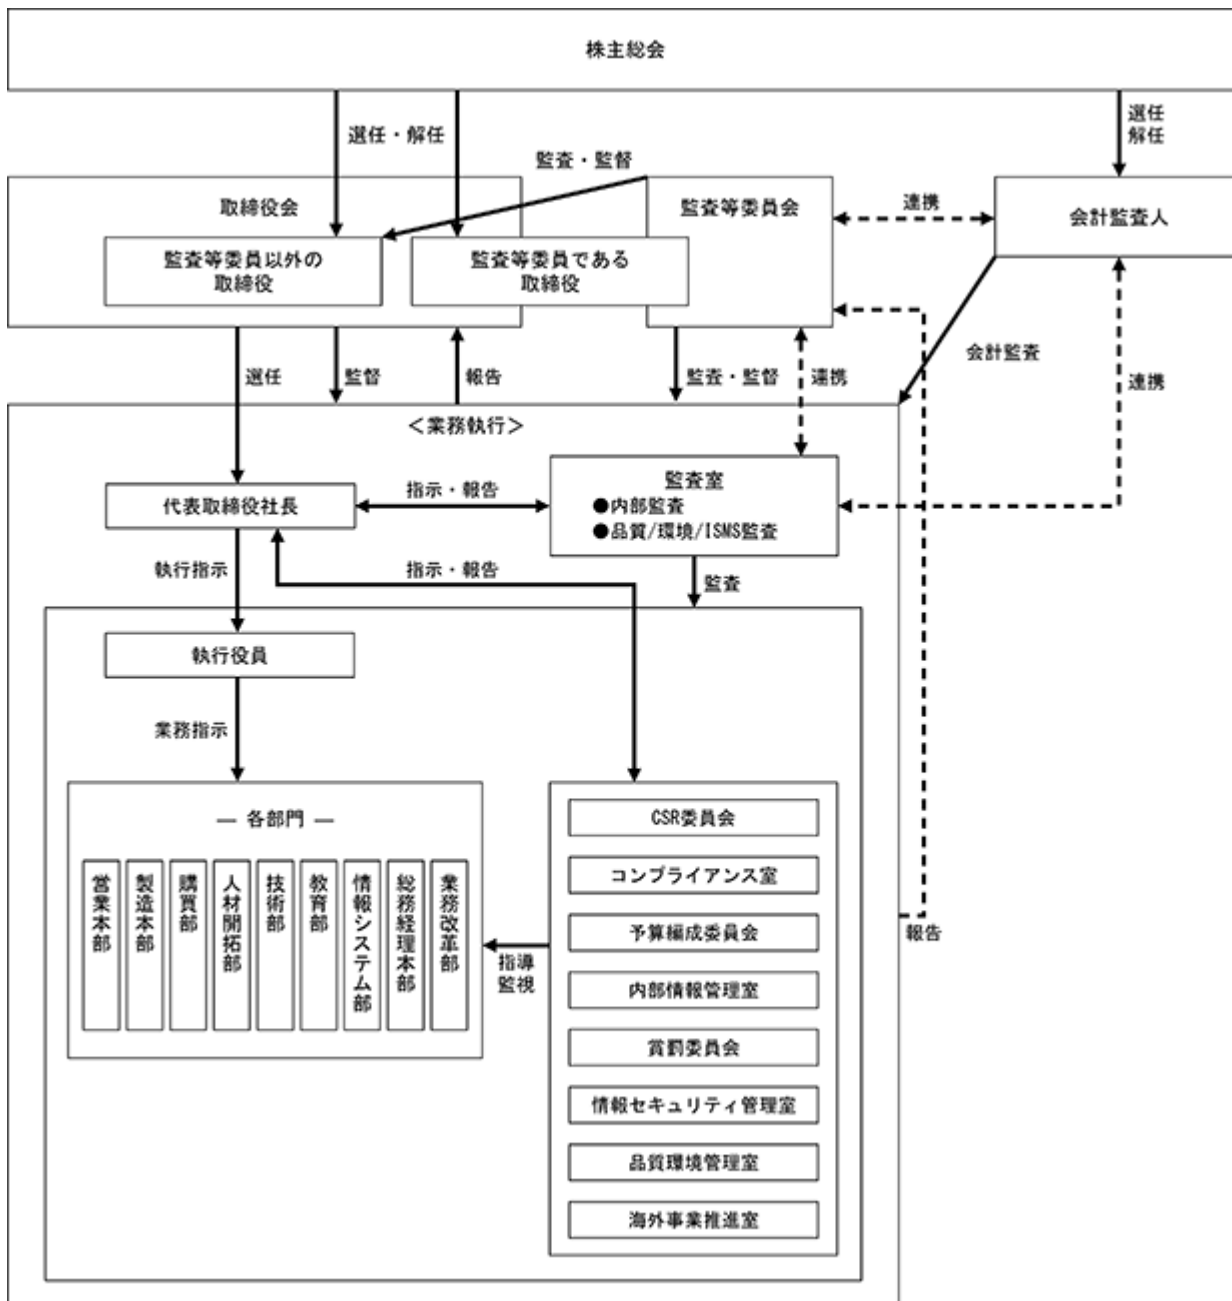 株主総会
選任・解任
選任
解任
監査・監督
取締役会
監査等委員会
連携
会計監査人
監査等委員以外の
取締役
監査等委員である
取締役
選任
監督
報告
監査・監督
連携
会計監査
連携
＜業務執行＞
代表取締役社長
指示・報告
監査室
●内部監査
●品質/環境/ISMS監査
執行指示
指示・報告
監査
執行役員
業務指示
― 各部門 ―
営業本部
製造本部
購買部
人材開拓部
技術部
教育部
情報システム部
総務経理本部
業務改革部
指導
監視
CSR委員会
コンプライアンス室
予算編成委員会
内部情報管理室
賞罰委員会
情報セキュリティ管理室
品質環境管理室
海外事業推進室
報告